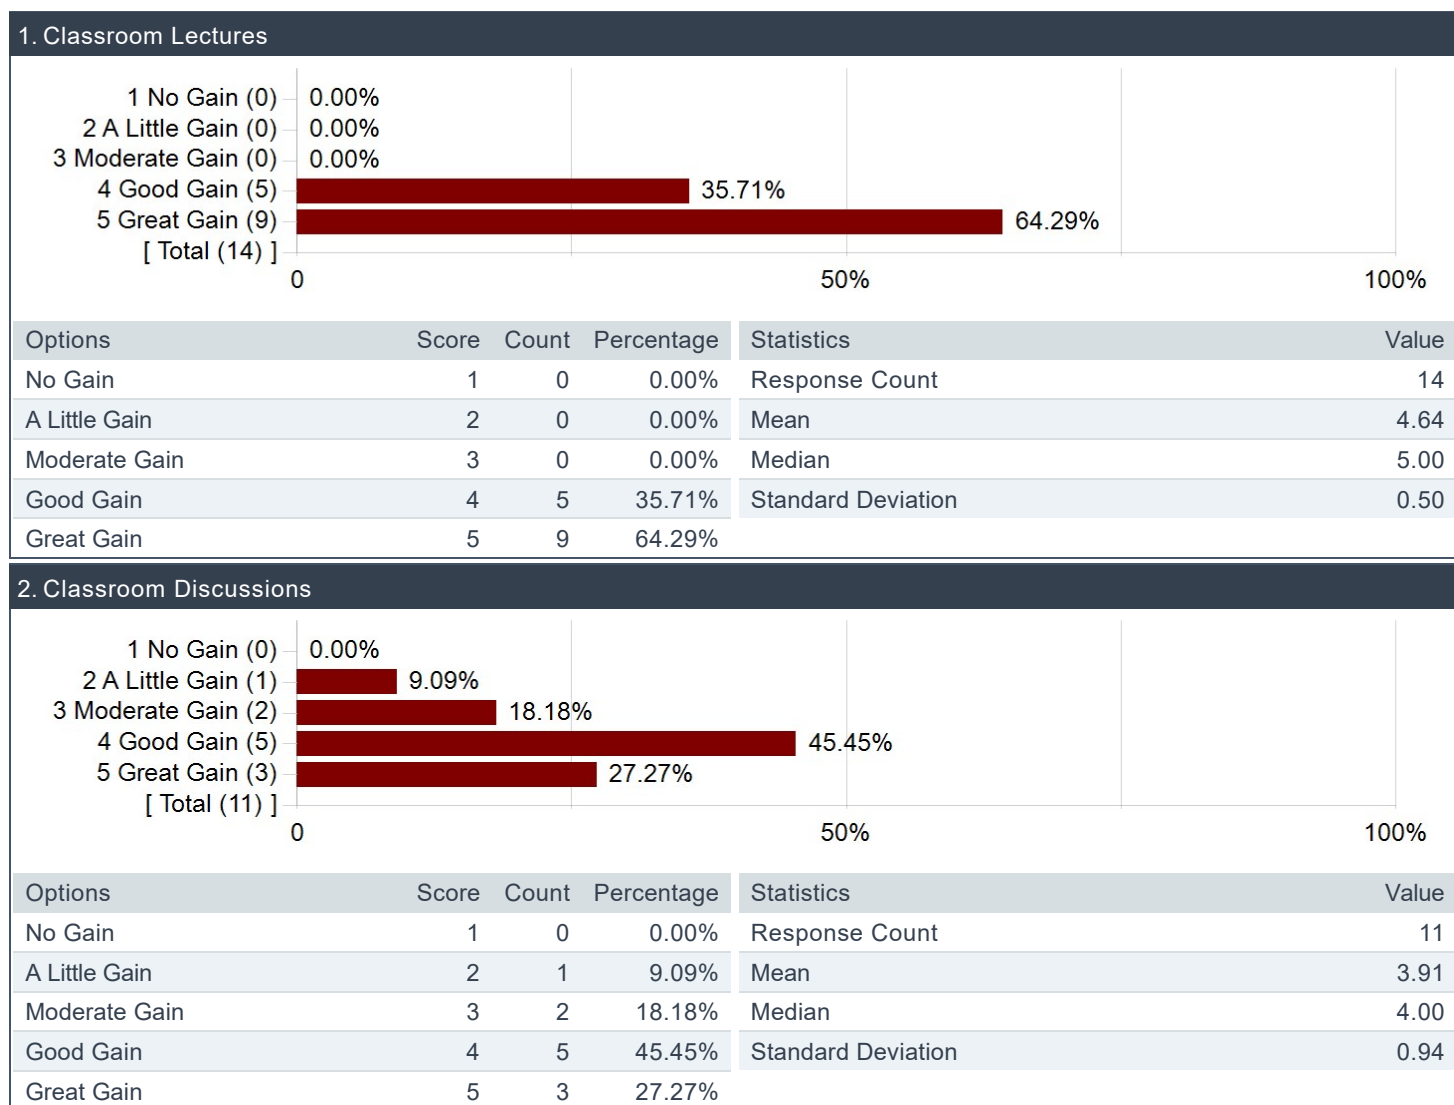 1. Classroom Lectures
1 No Gain (0) 0.00%
2 A Little Gain (0) 0.00%
3 Moderate Gain (0) 0.00%
4 Good Gain (5) 35.71%
5 Great Gain (9) 64.29%
[ Total (14) ]
0 50% 100%
Options Score Count Percentage Statistics Value
No Gain 1 0 0.00% Response Count 14
A Little Gain 2 0 0.00% Mean 4.64
Moderate Gain 3 0 0.00% Median 5.00
Good Gain 4 5 35.71% Standard Deviation 0.50
Great Gain 5 9 64.29%
2. Classroom Discussions
1 No Gain (0) 0.00%
2 A Little Gain (1) 9.09%
3 Moderate Gain (2) 18.18%
4 Good Gain (5) 45.45%
5 Great Gain (3) 27.27%
[ Total (11) ]
0 50% 100%
Options Score Count Percentage Statistics Value
No Gain 1 0 0.00% Response Count 11
A Little Gain 2 1 9.09% Mean 3.91
Moderate Gain 3 2 18.18% Median 4.00
Good Gain 4 5 45.45% Standard Deviation 0.94
Great Gain 5 3 27.27%